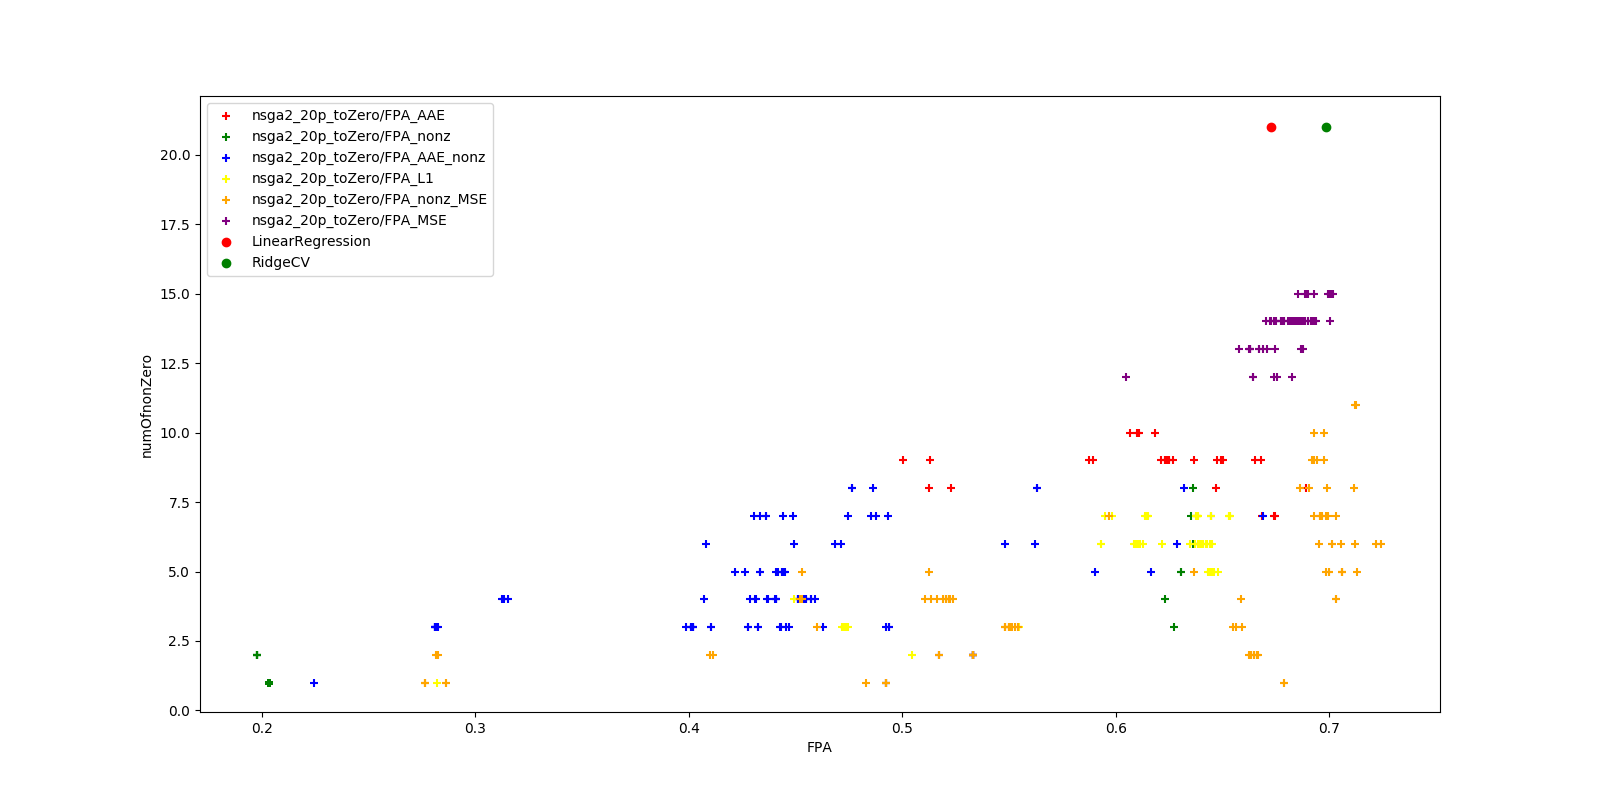 nsga2_20p_toZero/FPA_AAE
nsga2_20p_toZero/FPA_nonz
nsga2_20p_toZero/FPA_AAE_nonz
nsga2_20p_toZero/FPA_L1
nsga2_20p_toZero/FPA_nonz_MSE
nsga2_20p_toZero/FPA_MSE
LinearRegression
RidgeCV
20.0
17.5
15.0
12.5
10.0
7.5
5.0
2.5
0.0
numOfnonZero
0.2 0.3 0.4 0.5 0.6 0.7
FPA